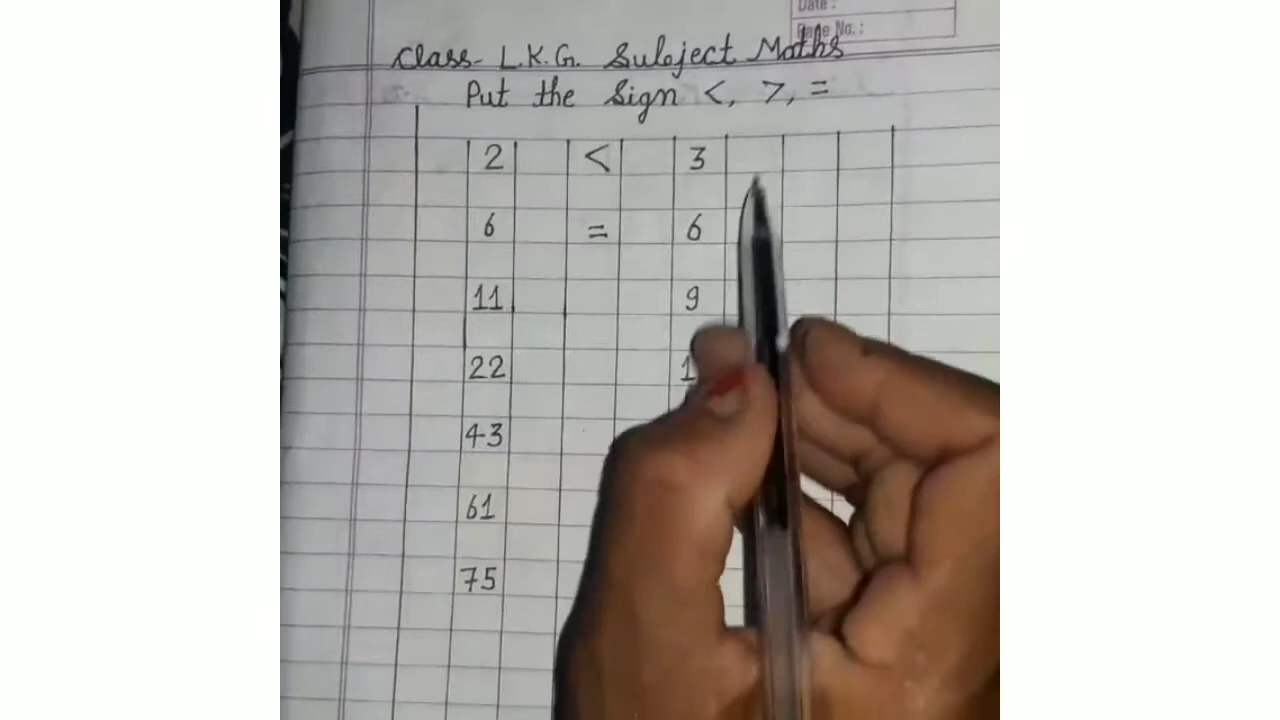 Date :
Page No. :
Class- L.K.G. Subject Maths
Put the Sign <, >, =
2 < 3
6 = 6
11 9
22
43
61
75